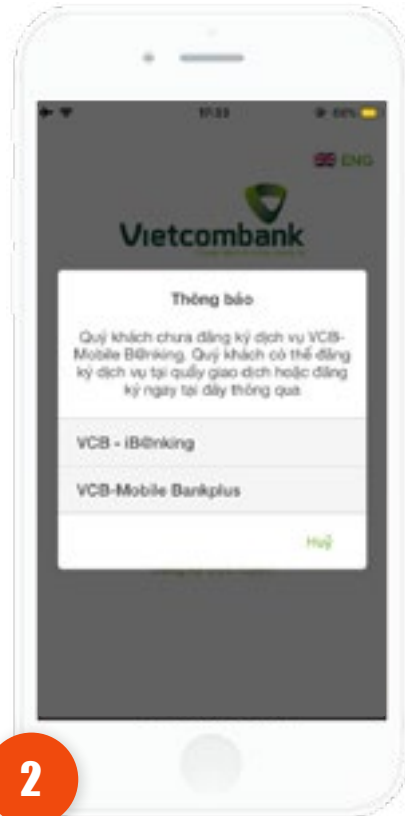 ENG
Vietcombank
Thông báo
Quý khách chưa đăng ký dịch vụ VCB-
Mobile B@nking. Quý khách có thể đăng
ký dịch vụ tại quầy giao dịch hoặc đăng
ký ngay tại đây thông qua
VCB - iB@nking
VCB-Mobile Bankplus
Huỷ
2